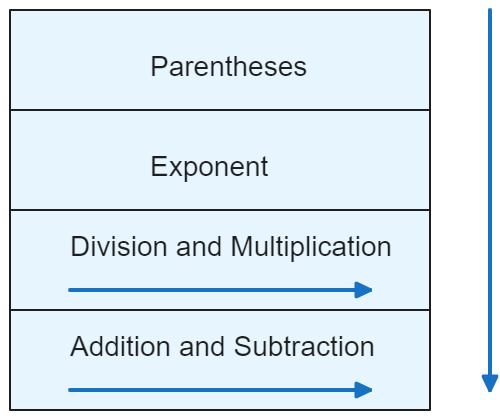 Parentheses
Exponent
Division and Multiplication
Addition and Subtraction